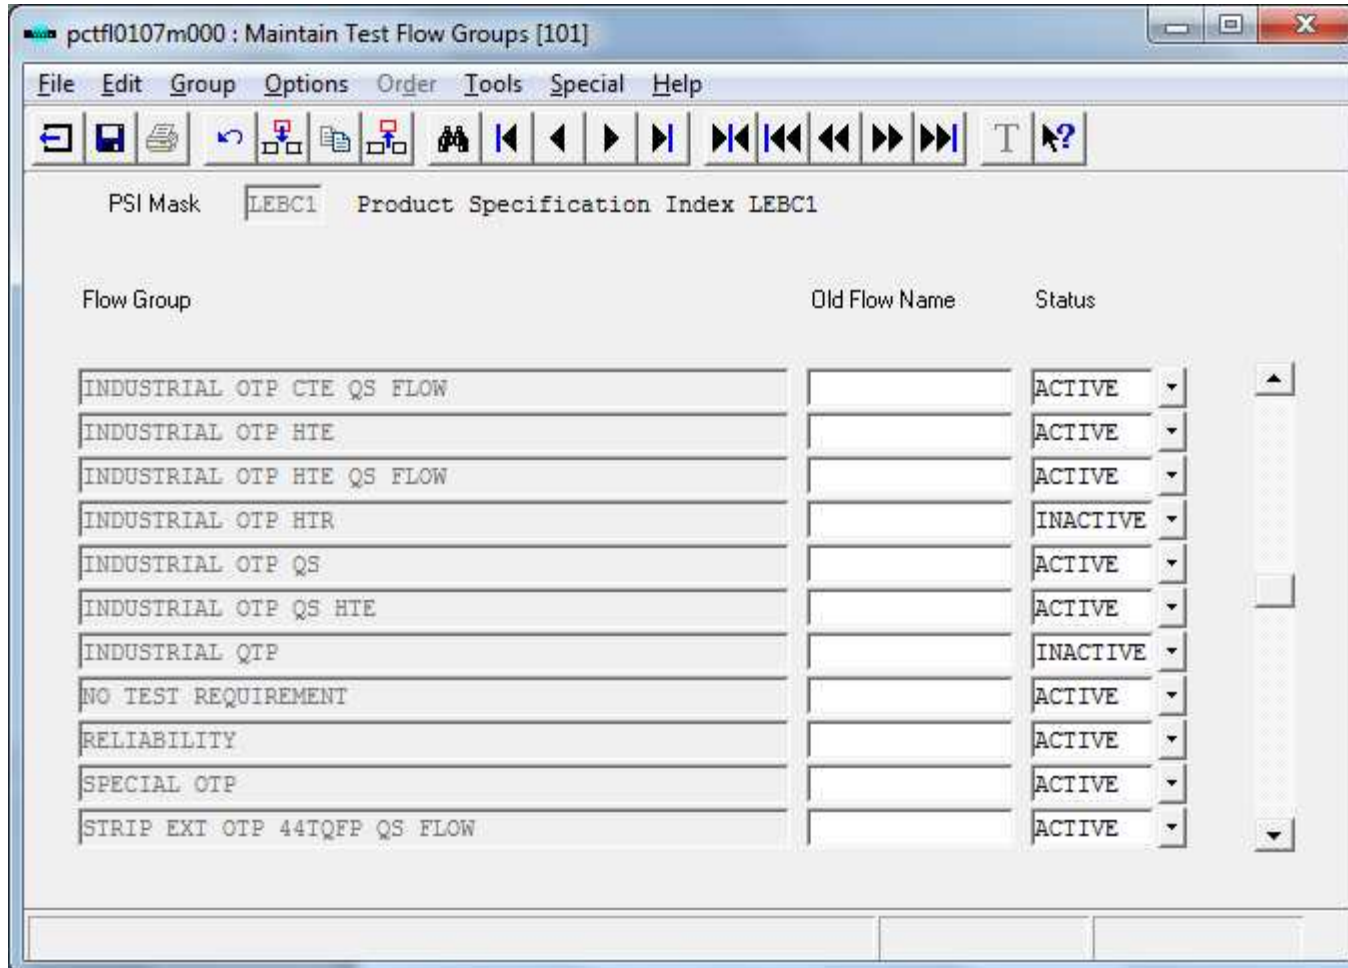 pctfl0107m000 : Maintain Test Flow Groups [101]
File Edit Group Options Order Tools Special Help
T ?
PSI Mask LEBC1 Product Specification Index LEBC1
Flow Group Old Flow Name Status
INDUSTRIAL OTP CTE QS FLOW ACTIVE
INDUSTRIAL OTP HTE ACTIVE
INDUSTRIAL OTP HTE QS FLOW ACTIVE
INDUSTRIAL OTP HTR INACTIVE
INDUSTRIAL OTP QS ACTIVE
INDUSTRIAL OTP QS HTE ACTIVE
INDUSTRIAL QTP INACTIVE
NO TEST REQUIREMENT ACTIVE
RELIABILITY ACTIVE
SPECIAL OTP ACTIVE
STRIP EXT OTP 44TQFP QS FLOW ACTIVE